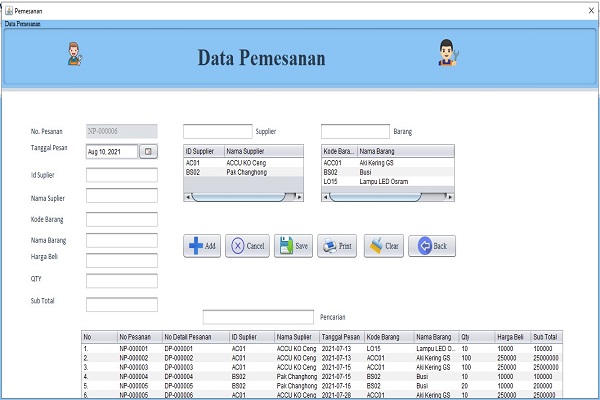 Pemesanan
Data Pemesanan
Data Pemesanan
No. Pesanan NP-000006 Supplier Barang
Tanggal Pesan Aug 10, 2021
ID Supplier Nama Supplier
AC01 ACCU KO Ceng
BS02 Pak Changhong
Kode Bara... Nama Barang
ACC01 Aki Kering GS
BS02 Busi
LO15 Lampu LED Osram
Id Suplier
Nama Suplier
Kode Barang
Nama Barang
Harga Beli
QTY
Sub Total
Add Cancel Save Print Clear Back
Pencarian
No No Pesanan No Detail Pesanan ID Suplier Nama Suplier Tanggal Pesan Kode Barang Nama Barang Qty Harga Beli Sub Total
1. NP-000001 DP-000001 AC01 ACCU KO Ceng 2021-07-13 LO15 Lampu LED O... 10 10000 100000
2. NP-000002 DP-000002 AC01 ACCU KO Ceng 2021-07-13 ACC01 Aki Kering GS 100 250000 25000000
3. NP-000003 DP-000003 AC01 ACCU KO Ceng 2021-07-15 ACC01 Aki Kering GS 100 250000 25000000
4. NP-000004 DP-000004 BS02 Pak Changhong 2021-07-15 BS02 Busi 10 10000 100000
5. NP-000005 DP-000005 BS02 Pak Changhong 2021-07-16 BS02 Busi 20 10000 200000
6. NP-000005 DP-000006 AC01 ACCU KO Ceng 2021-07-28 ACC01 Aki Kering GS 10 250000 2500000